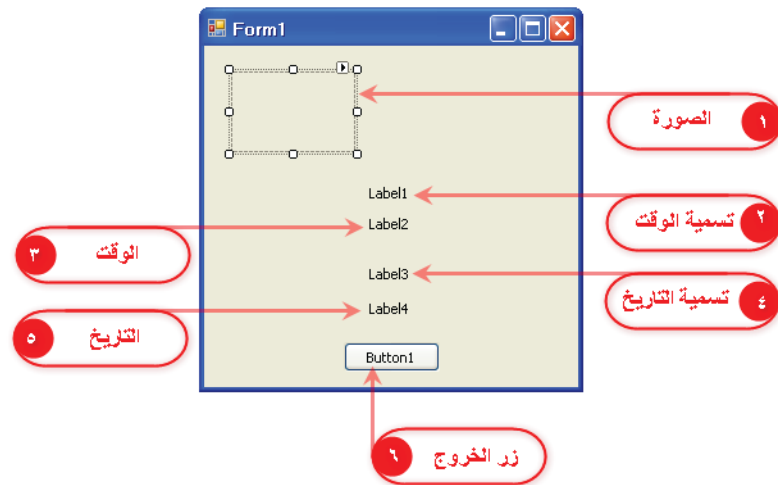 Form1
١ الصورة
Label1
٢ تسمية الوقت
Label2
٣ الوقت
Label3
٤ تسمية التاريخ
Label4
٥ التاريخ
Button1
٦ زر الخروج